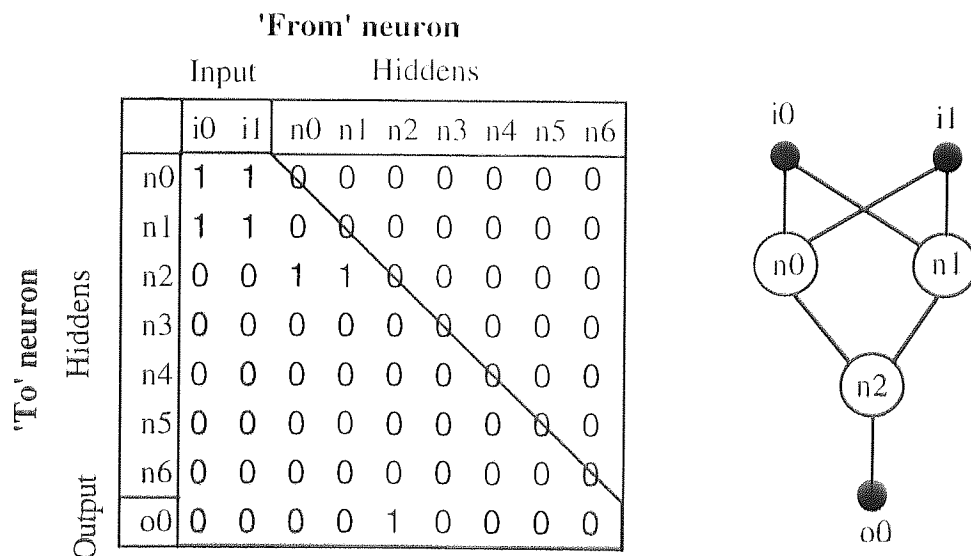 'From' neuron
Input Hiddens
i0 i1 n0 n1 n2 n3 n4 n5 n6
n0 1 1 0 0 0 0 0 0 0
n1 1 1 0 0 0 0 0 0 0
n2 0 0 1 1 0 0 0 0 0
n3 0 0 0 0 0 0 0 0 0
n4 0 0 0 0 0 0 0 0 0
n5 0 0 0 0 0 0 0 0 0
n6 0 0 0 0 0 0 0 0 0
o0 0 0 0 0 1 0 0 0 0
'To' neuron
Hiddens
Output
i0 i1
n0 n1
n2
o0